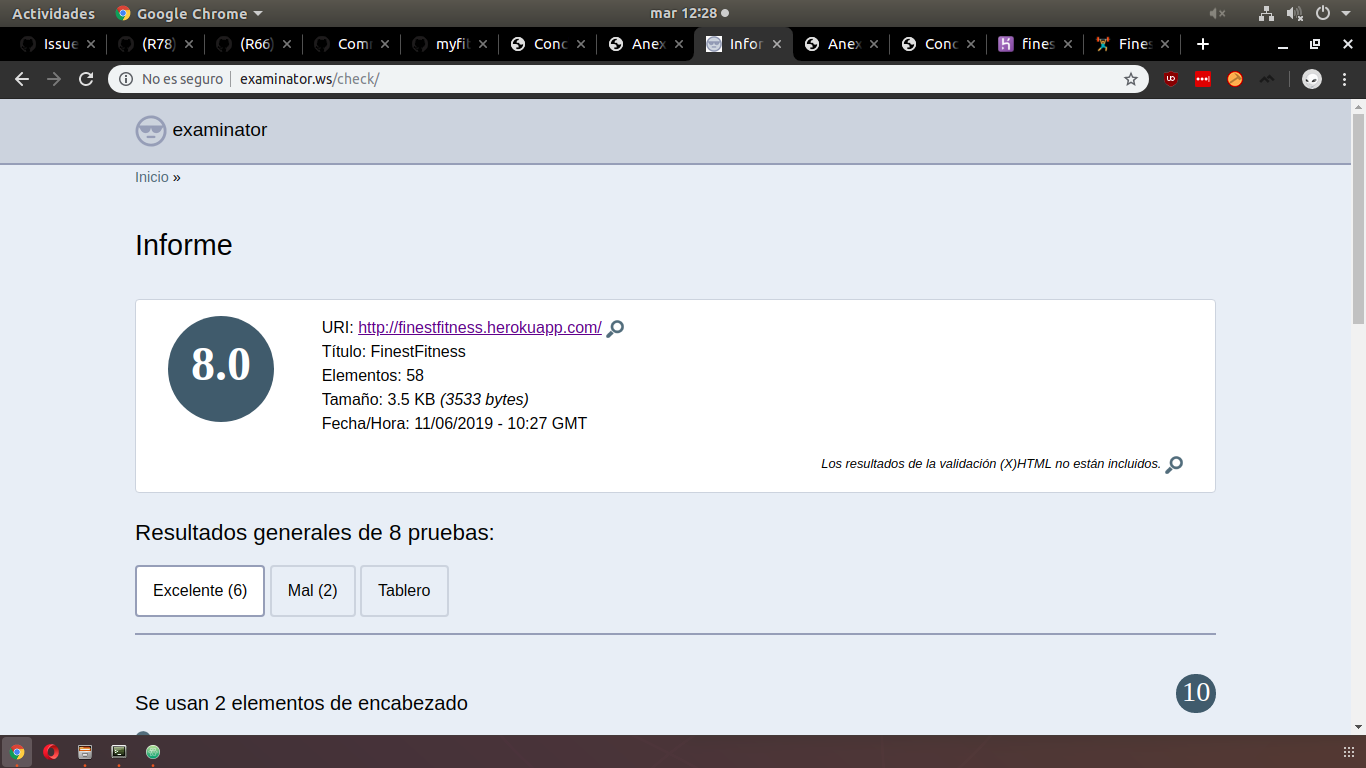 Actividades Google Chrome mar 12:28
Issue (R78) (R66) Com myfit Conc Anex Infor Anex Conc fines Fines
No es seguro examinator.ws/check/
examinator
Inicio »
Informe
8.0
URI: http://finestfitness.herokuapp.com/
Título: FinestFitness
Elementos: 58
Tamaño: 3.5 KB (3533 bytes)
Fecha/Hora: 11/06/2019 - 10:27 GMT
Los resultados de la validación (X)HTML no están incluidos.
Resultados generales de 8 pruebas:
Excelente (6) Mal (2) Tablero
Se usan 2 elementos de encabezado
10